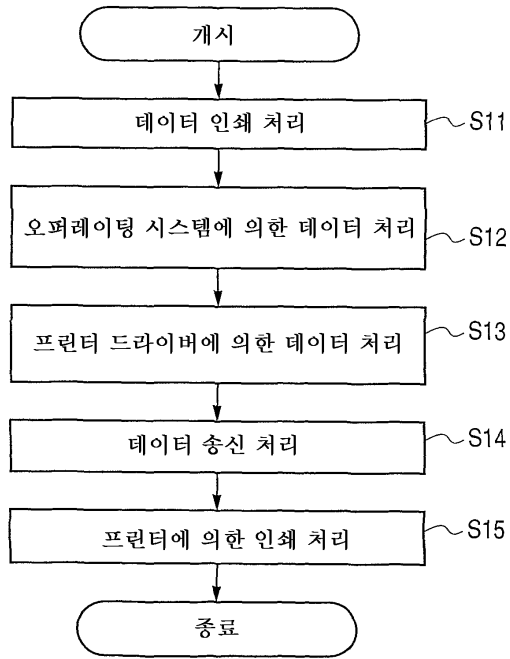 개시
데이터 인쇄 처리
S11
오퍼레이팅 시스템에 의한 데이터 처리
S12
프린터 드라이버에 의한 데이터 처리
S13
데이터 송신 처리
S14
프린터에 의한 인쇄 처리
S15
종료